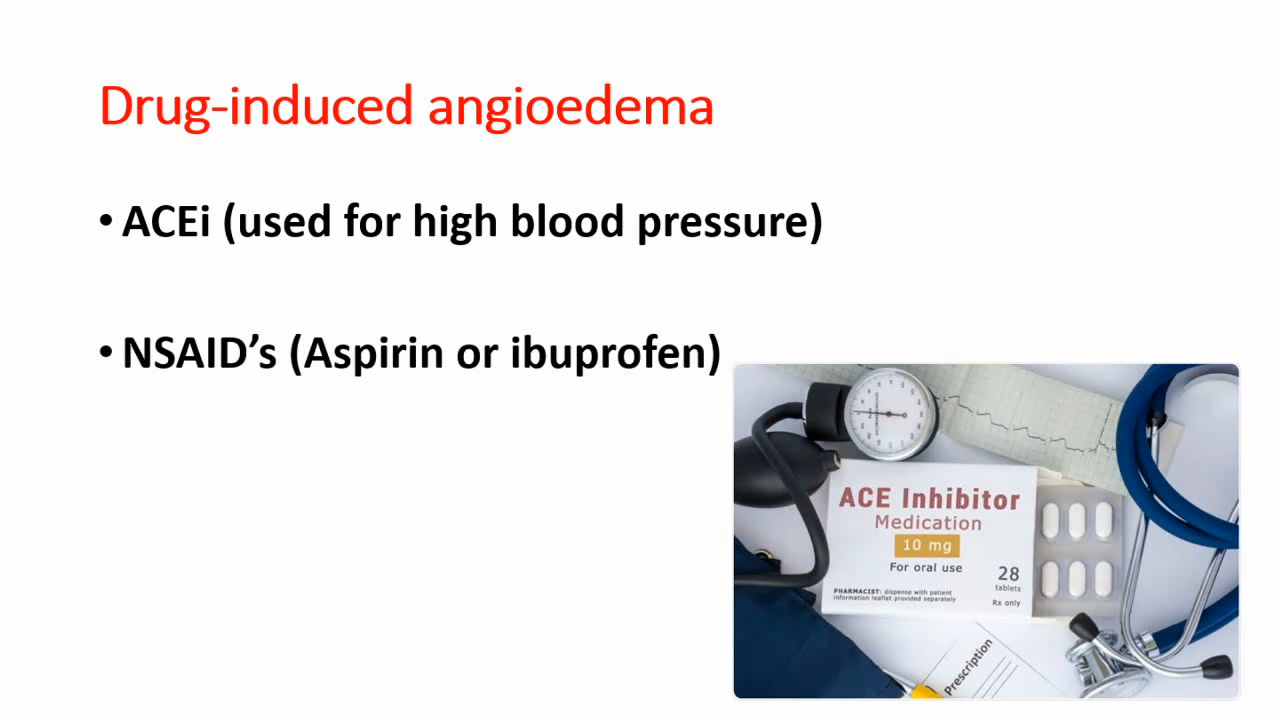 Drug-induced angioedema
• ACEi (used for high blood pressure)
• NSAID’s (Aspirin or ibuprofen)
ACE Inhibitor
Medication
10 mg
For oral use
28
tablets
PHARMACIST: dispense with patient
information leaflet provided separately
Rx only
Prescription